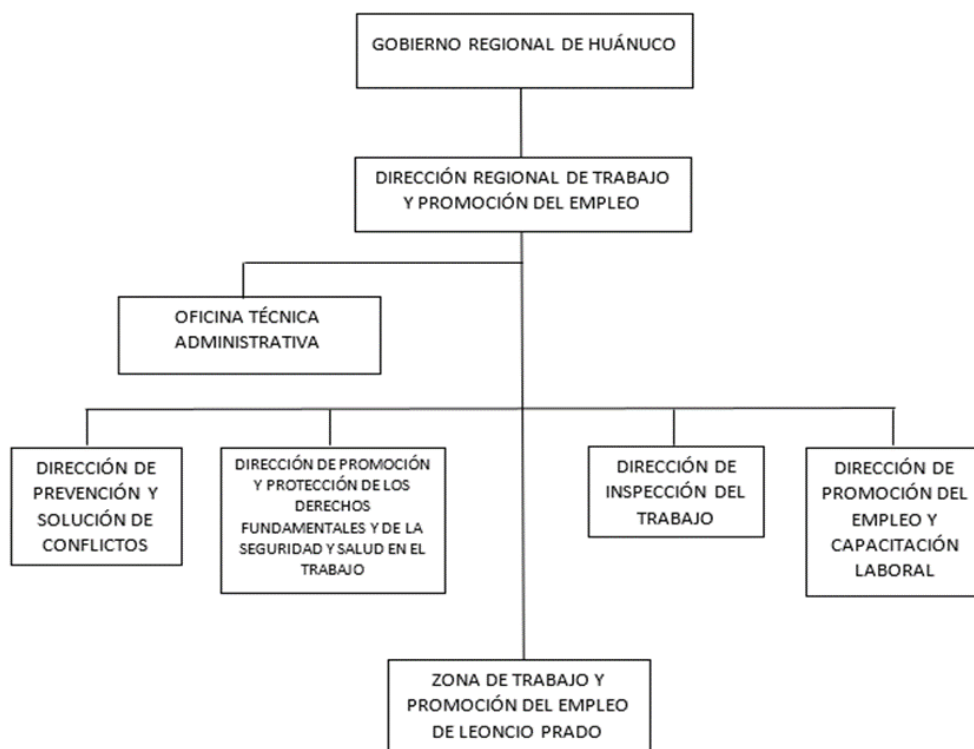 GOBIERNO REGIONAL DE HUÁNUCO
DIRECCIÓN REGIONAL DE TRABAJO
Y PROMOCIÓN DEL EMPLEO
OFICINA TÉCNICA
ADMINISTRATIVA
DIRECCIÓN DE
PREVENCIÓN Y
SOLUCIÓN DE
CONFLICTOS
DIRECCIÓN DE PROMOCIÓN
Y PROTECCIÓN DE LOS
DERECHOS
FUNDAMENTALES Y DE LA
SEGURIDAD Y SALUD EN EL
TRABAJO
DIRECCIÓN DE
INSPECCIÓN DEL
TRABAJO
DIRECCIÓN DE
PROMOCIÓN DEL
EMPLEO Y
CAPACITACIÓN
LABORAL
ZONA DE TRABAJO Y
PROMOCIÓN DEL EMPLEO
DE LEONCIO PRADO